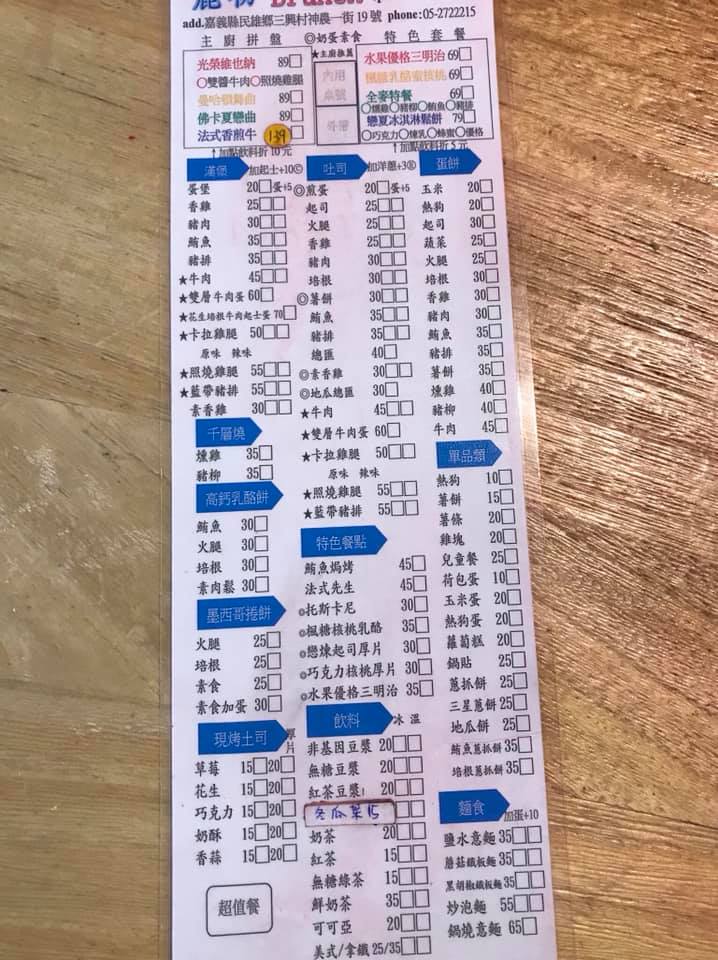 Brunch
add.嘉義縣民雄鄉三興村神農一街19號 phone:05-2722215
主廚拼盤 ◎奶蛋素食 特色套餐
★主廚推薦
光榮維也納 89
○雙醬牛肉○照燒雞腿
曼哈頓舞曲 89
佛卡夏戀曲 89
法式香煎牛 139
↑加點飲料折10元
內用
桌號
外帶
水果優格三明治 69
楓糖乳酪蜜核桃 69
全麥特餐 69
○燻雞○豬柳○鮪魚○豬排
戀夏冰淇淋鬆餅 79
○巧克力○煉乳○蜂蜜○優格
↑加點飲料折5元
漢堡 加起士+10
蛋堡 20 蛋+5
香雞 25
豬肉 30
鮪魚 35
豬排 35
★牛肉 45
★雙層牛肉蛋 60
★花生培根牛肉起士蛋 70
★卡拉雞腿 50
原味 辣味
★照燒雞腿 55
★藍帶豬排 55
素香雞 30
千層燒
燻雞 35
豬柳 35
高鈣乳酪餅
鮪魚 30
火腿 30
培根 30
素肉鬆 30
墨西哥捲餅
火腿 25
培根 25
素食 25
素食加蛋 30
現烤土司 厚片
草莓 15 20
花生 15 20
巧克力 15 20
奶酥 15 20
香蒜 15 20
超值餐
吐司 加洋蔥+3
◎煎蛋 20 蛋+5
起司 25
火腿 25
香雞 25
豬肉 30
培根 30
◎薯餅 30
鮪魚 35
豬排 35
總匯 40
◎素香雞 30
◎地瓜總匯 30
★牛肉 45
★雙層牛肉蛋 60
★卡拉雞腿 50
原味 辣味
★照燒雞腿 55
★藍帶豬排 55
特色餐點
鮪魚焗烤 45
法式先生 45
◎托斯卡尼 30
◎楓糖核桃乳酪 35
◎戀煉起司厚片 30
◎巧克力核桃厚片 30
◎水果優格三明治 35
飲料 冰 溫
非基因豆漿 20
無糖豆漿 20
紅茶豆漿 20
冬瓜茶15
奶茶 20
紅茶 15
無糖綠茶 15
鮮奶茶 35
可可亞 20
美式/拿鐵 25/35
蛋餅
玉米 20
熱狗 20
起司 30
蔬菜 25
火腿 25
培根 30
香雞 30
豬肉 30
鮪魚 35
豬排 35
薯餅 35
燻雞 40
豬柳 40
牛肉 45
單品類
熱狗 10
薯餅 15
薯條 20
雞塊 20
兒童餐 25
荷包蛋 10
玉米蛋 20
熱狗蛋 20
蘿蔔糕 20
鍋貼 25
蔥抓餅 25
三星蔥餅 25
地瓜餅 25
鮪魚蔥抓餅 35
培根蔥抓餅 35
麵食 加蛋+10
鹽水意麵 35
蘑菇鐵板麵 35
黑胡椒鐵板麵 35
炒泡麵 55
鍋燒意麵 65